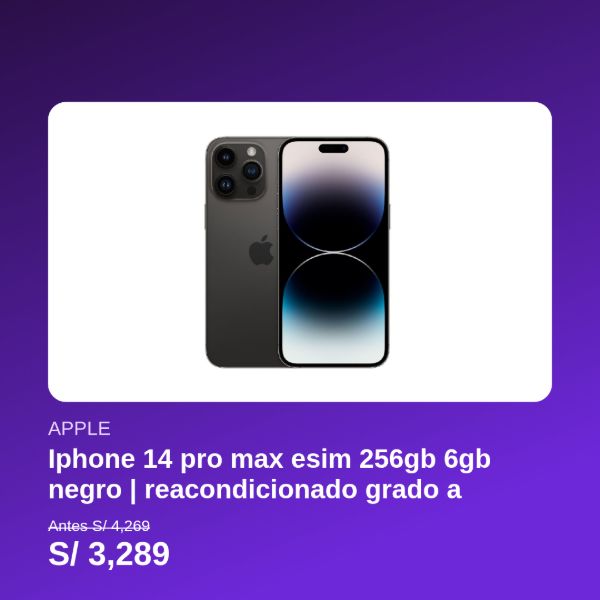 APPLE
Iphone 14 pro max esim 256gb 6gb
negro | reacondicionado grado a
Antes S/ 4,269
S/ 3,289